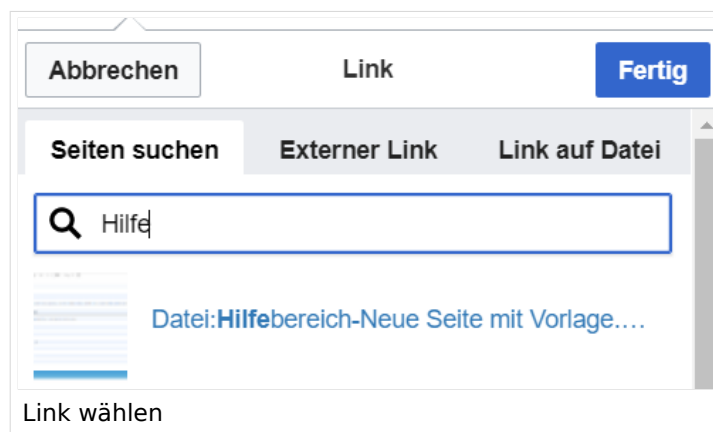 Abbrechen Link Fertig
Seiten suchen Externer Link Link auf Datei
Hilfe
Datei:Hilfebereich-Neue Seite mit Vorlage....
Link wählen